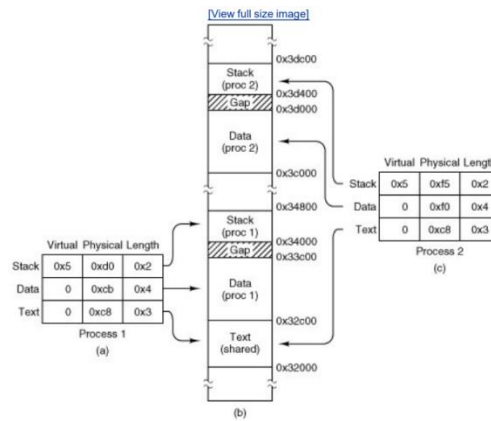 [View full size image]
0x3dc00
Stack
(proc 2)
0x3d400
Gap
0x3d000
Data
(proc 2)
0x3c000
0x34800
Stack
(proc 1)
0x34000
Gap
0x33c00
Data
(proc 1)
0x32c00
Text
(shared)
0x32000
(b)
Virtual Physical Length
Stack 0x5 0xd0 0x2
Data 0 0xcb 0x4
Text 0 0xc8 0x3
Process 1
(a)
Virtual Physical Length
Stack 0x5 0xf5 0x2
Data 0 0xf0 0x4
Text 0 0xc8 0x3
Process 2
(c)